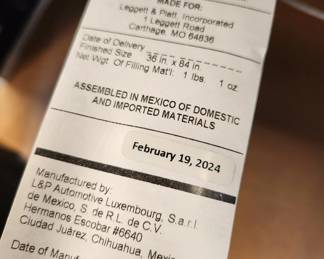 MADE FOR:
Leggett & Platt, Incorporated
1 Leggett Road
Carthage, MO 64836
Date of Delivery
Finished Size 36 in. x 84 in.
Net Wgt. Of Filling Mat'l: 1 lbs. 1 oz.
ASSEMBLED IN MEXICO OF DOMESTIC
AND IMPORTED MATERIALS
February 19, 2024
Manufactured by:
L&P Automotive Luxembourg, S.a.r.l
de Mexico, S. de R.L. de C.V.
Hermanos Escobar #6640
Ciudad Juárez, Chihuahua, Mexico
Date of Manuf